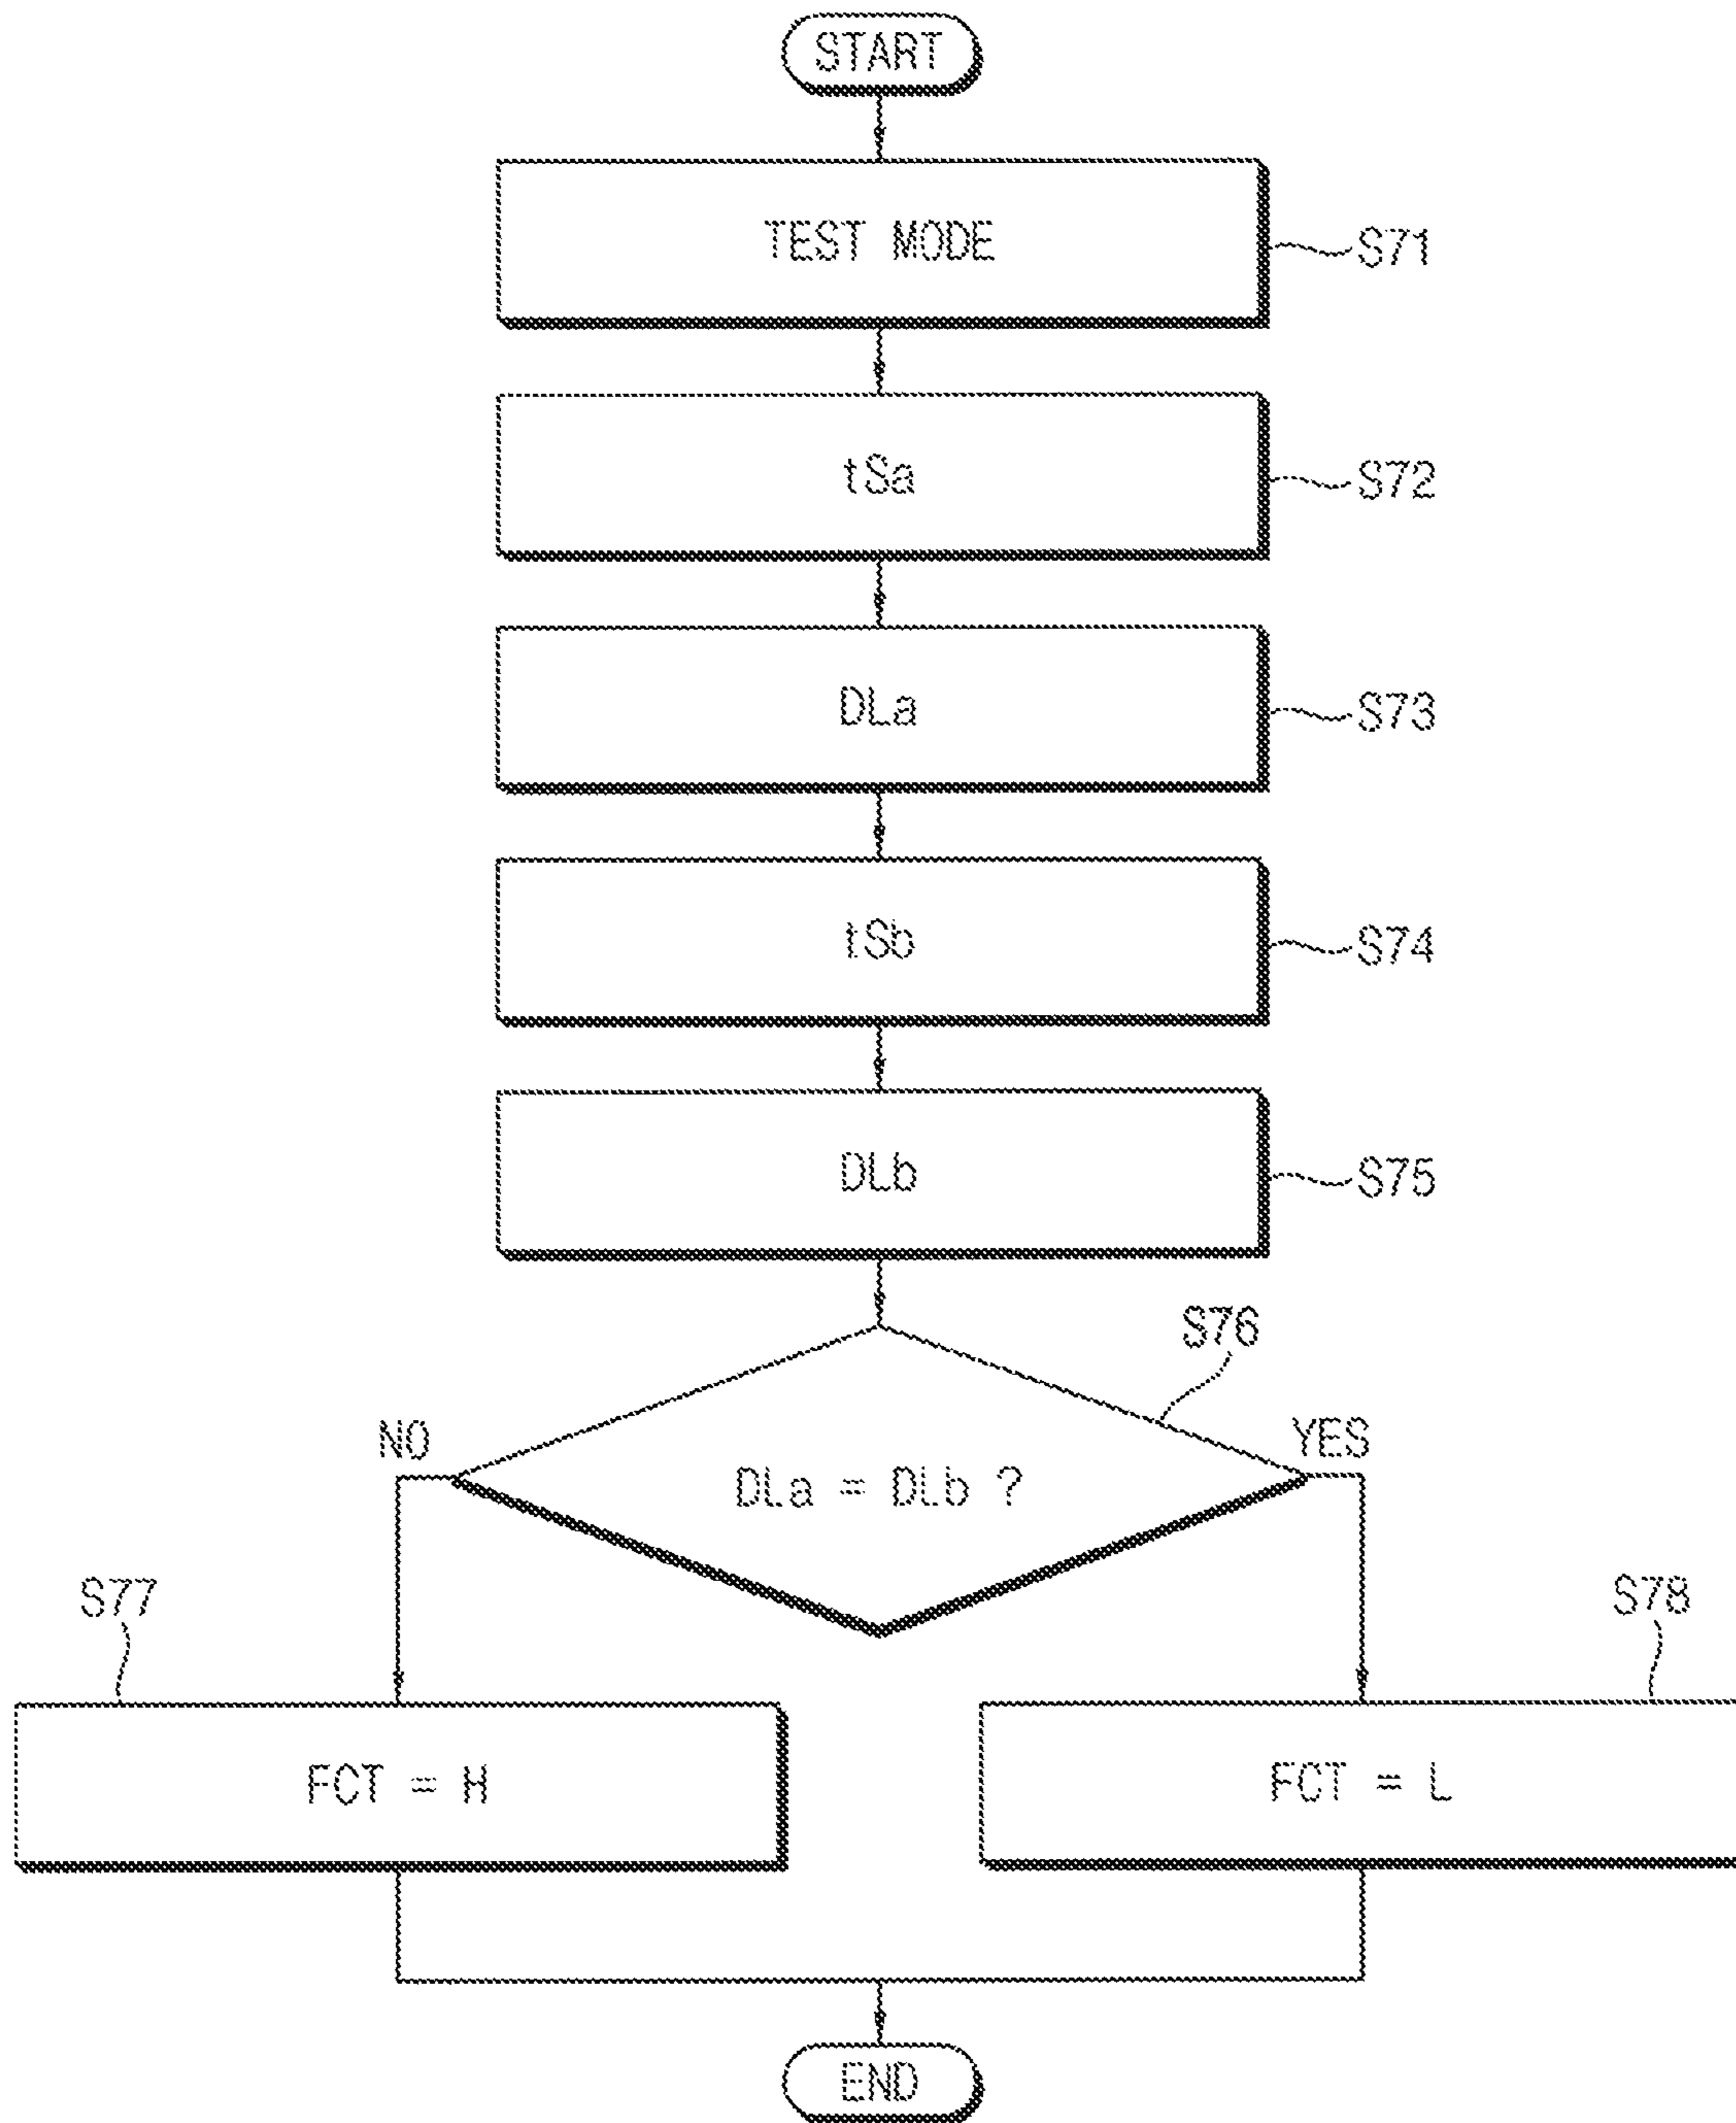 START
TEST MODE
S71
tSa
S72
DLa
S73
tSb
S74
DLb
S75
S76
NO
YES
DLa = DLb ?
S77
S78
FCT = H
FCT = L
END